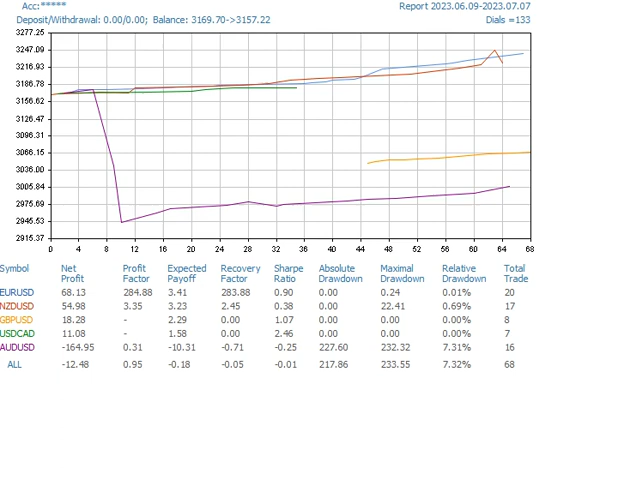 Acc:*****
Report 2023.06.09-2023.07.07
Deposit/Withdrawal: 0.00/0.00; Balance: 3169.70->3157.22
Dials =133
3277.25
3247.09
3216.93
3186.78
3156.62
3126.47
3096.31
3066.15
3036.00
3005.84
2975.69
2945.53
2915.37
0 4 8 12 16 20 24 28 32 36 40 44 48 52 56 60 64 68
Symbol Net Profit Profit Factor Expected Payoff Recovery Factor Sharpe Ratio Absolute Drawdown Maximal Drawdown Relative Drawdown Total Trade
EURUSD 68.13 284.88 3.41 283.88 0.90 0.00 0.24 0.01% 20
NZDUSD 54.98 3.35 3.23 2.45 0.38 0.00 22.41 0.69% 17
GBPUSD 18.28 - 2.29 0.00 1.07 0.00 0.00 0.00% 8
USDCAD 11.08 - 1.58 0.00 2.46 0.00 0.00 0.00% 7
AUDUSD -164.95 0.31 -10.31 -0.71 -0.25 227.60 232.32 7.31% 16
ALL -12.48 0.95 -0.18 -0.05 -0.01 217.86 233.55 7.32% 68